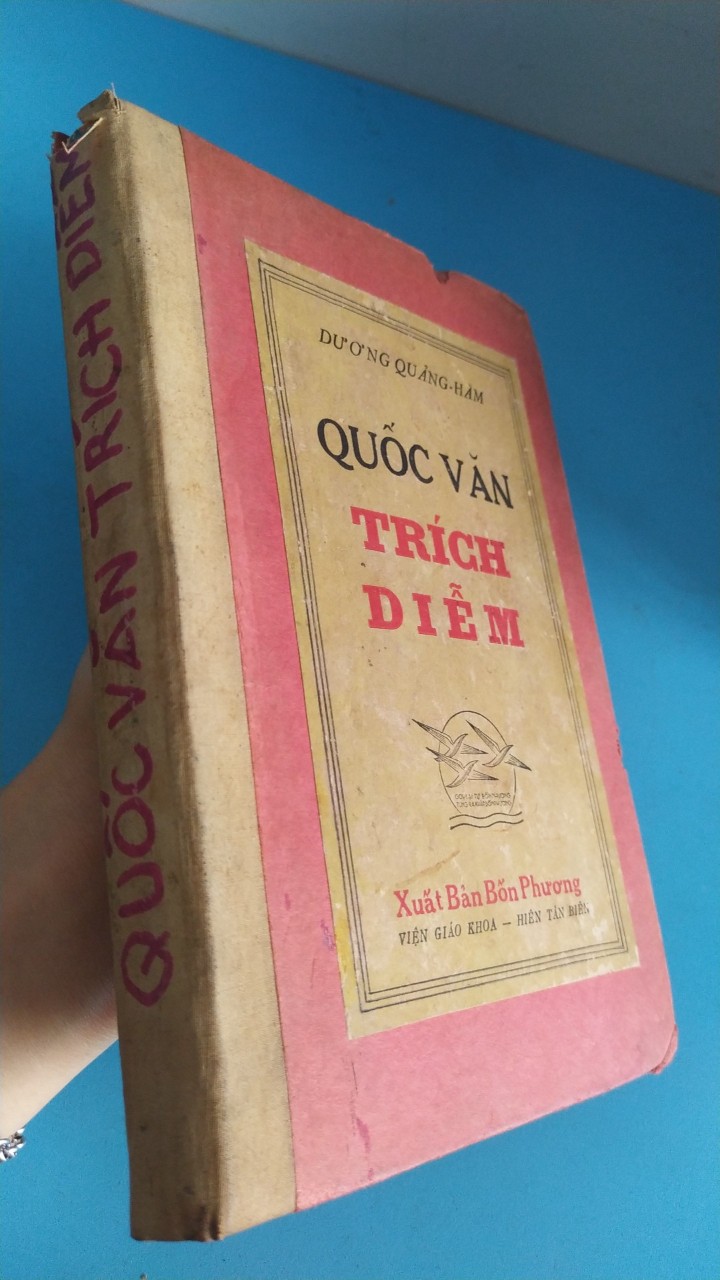 QUỐC VĂN TRÍCH DIỄM
DƯƠNG QUẢNG-HÀM
QUỐC VĂN
TRÍCH
DIỄM
Xuất Bản Bốn Phương
VIỆN GIÁO KHOA — HIÊN TÂN BIÊN